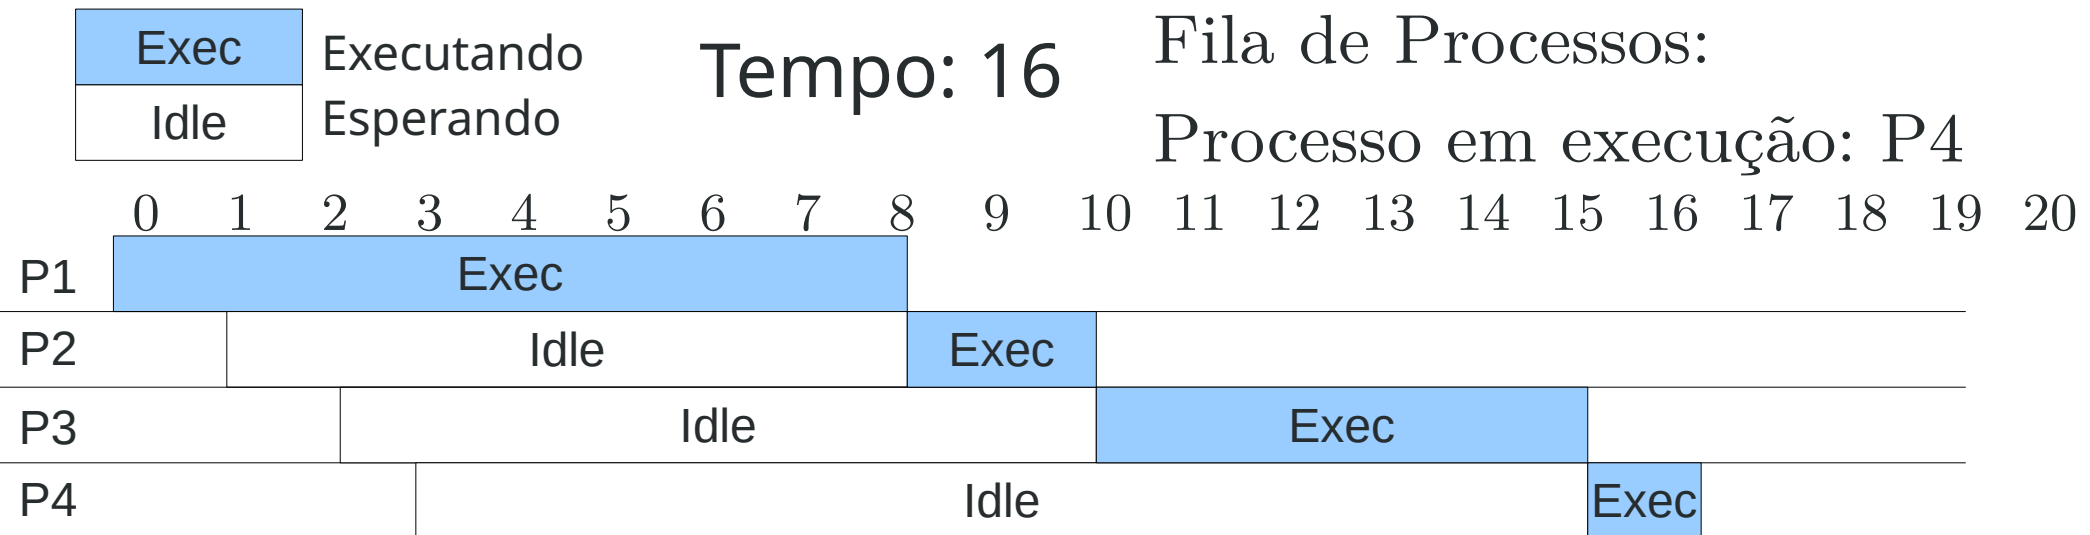 Exec Executando
Idle Esperando
Tempo: 16
Fila de Processos:
Processo em execução: P4
0 1 2 3 4 5 6 7 8 9 10 11 12 13 14 15 16 17 18 19 20
P1 Exec
P2 Idle Exec
P3 Idle Exec
P4 Idle Exec